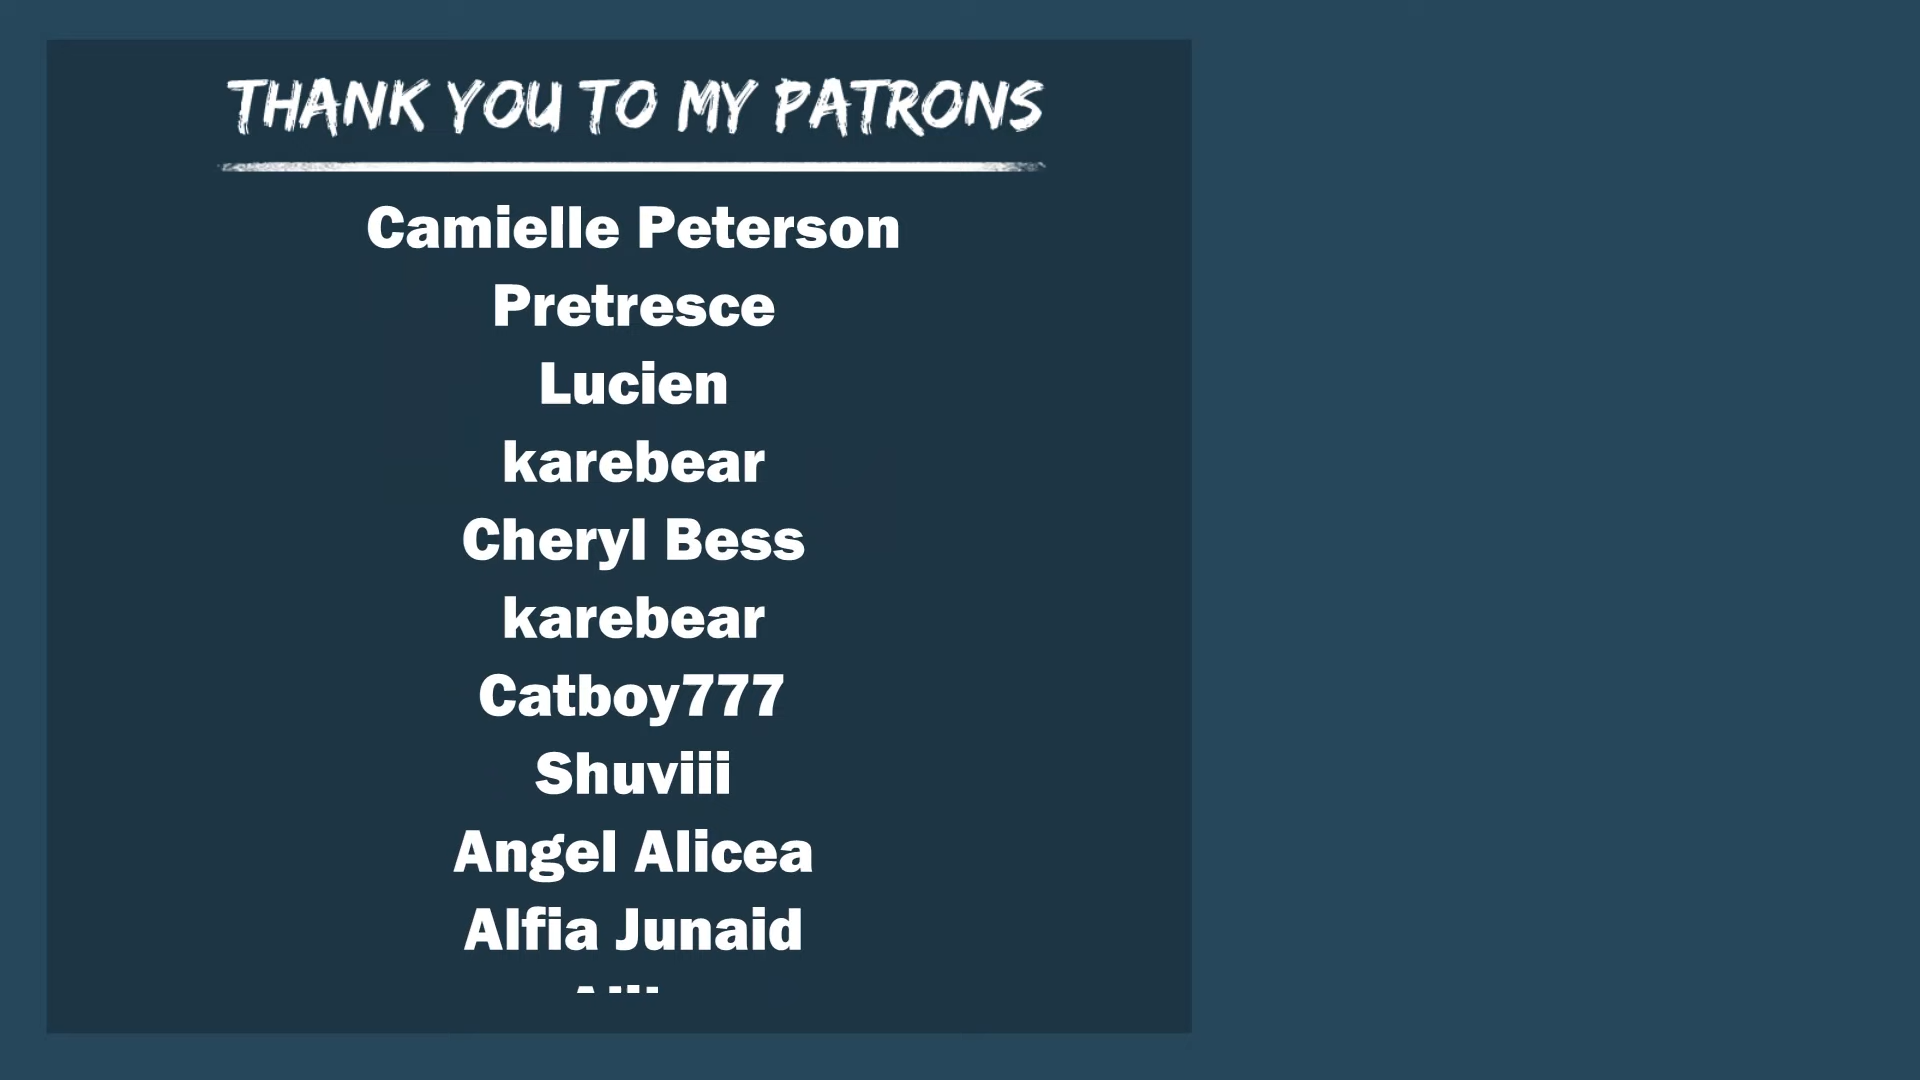 THANK YOU TO MY PATRONS
Camielle Peterson
Pretresce
Lucien
karebear
Cheryl Bess
karebear
Catboy777
Shuviii
Angel Alicea
Alfia Junaid